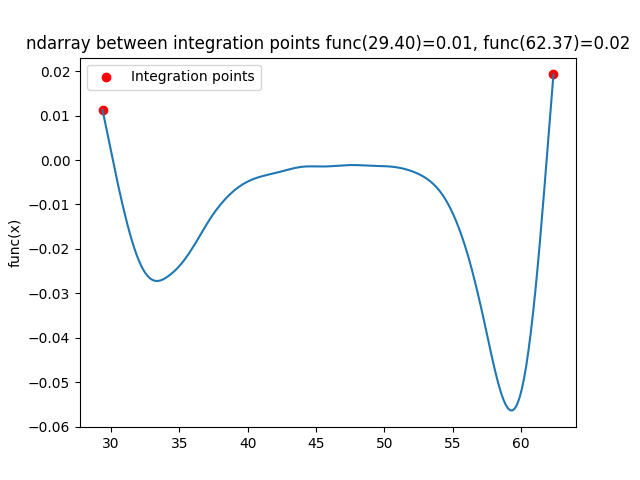 ndarray between integration points func(29.40)=0.01, func(62.37)=0.02
Integration points
func(x)
0.02
0.01
0.00
−0.01
−0.02
−0.03
−0.04
−0.05
−0.06
30 35 40 45 50 55 60